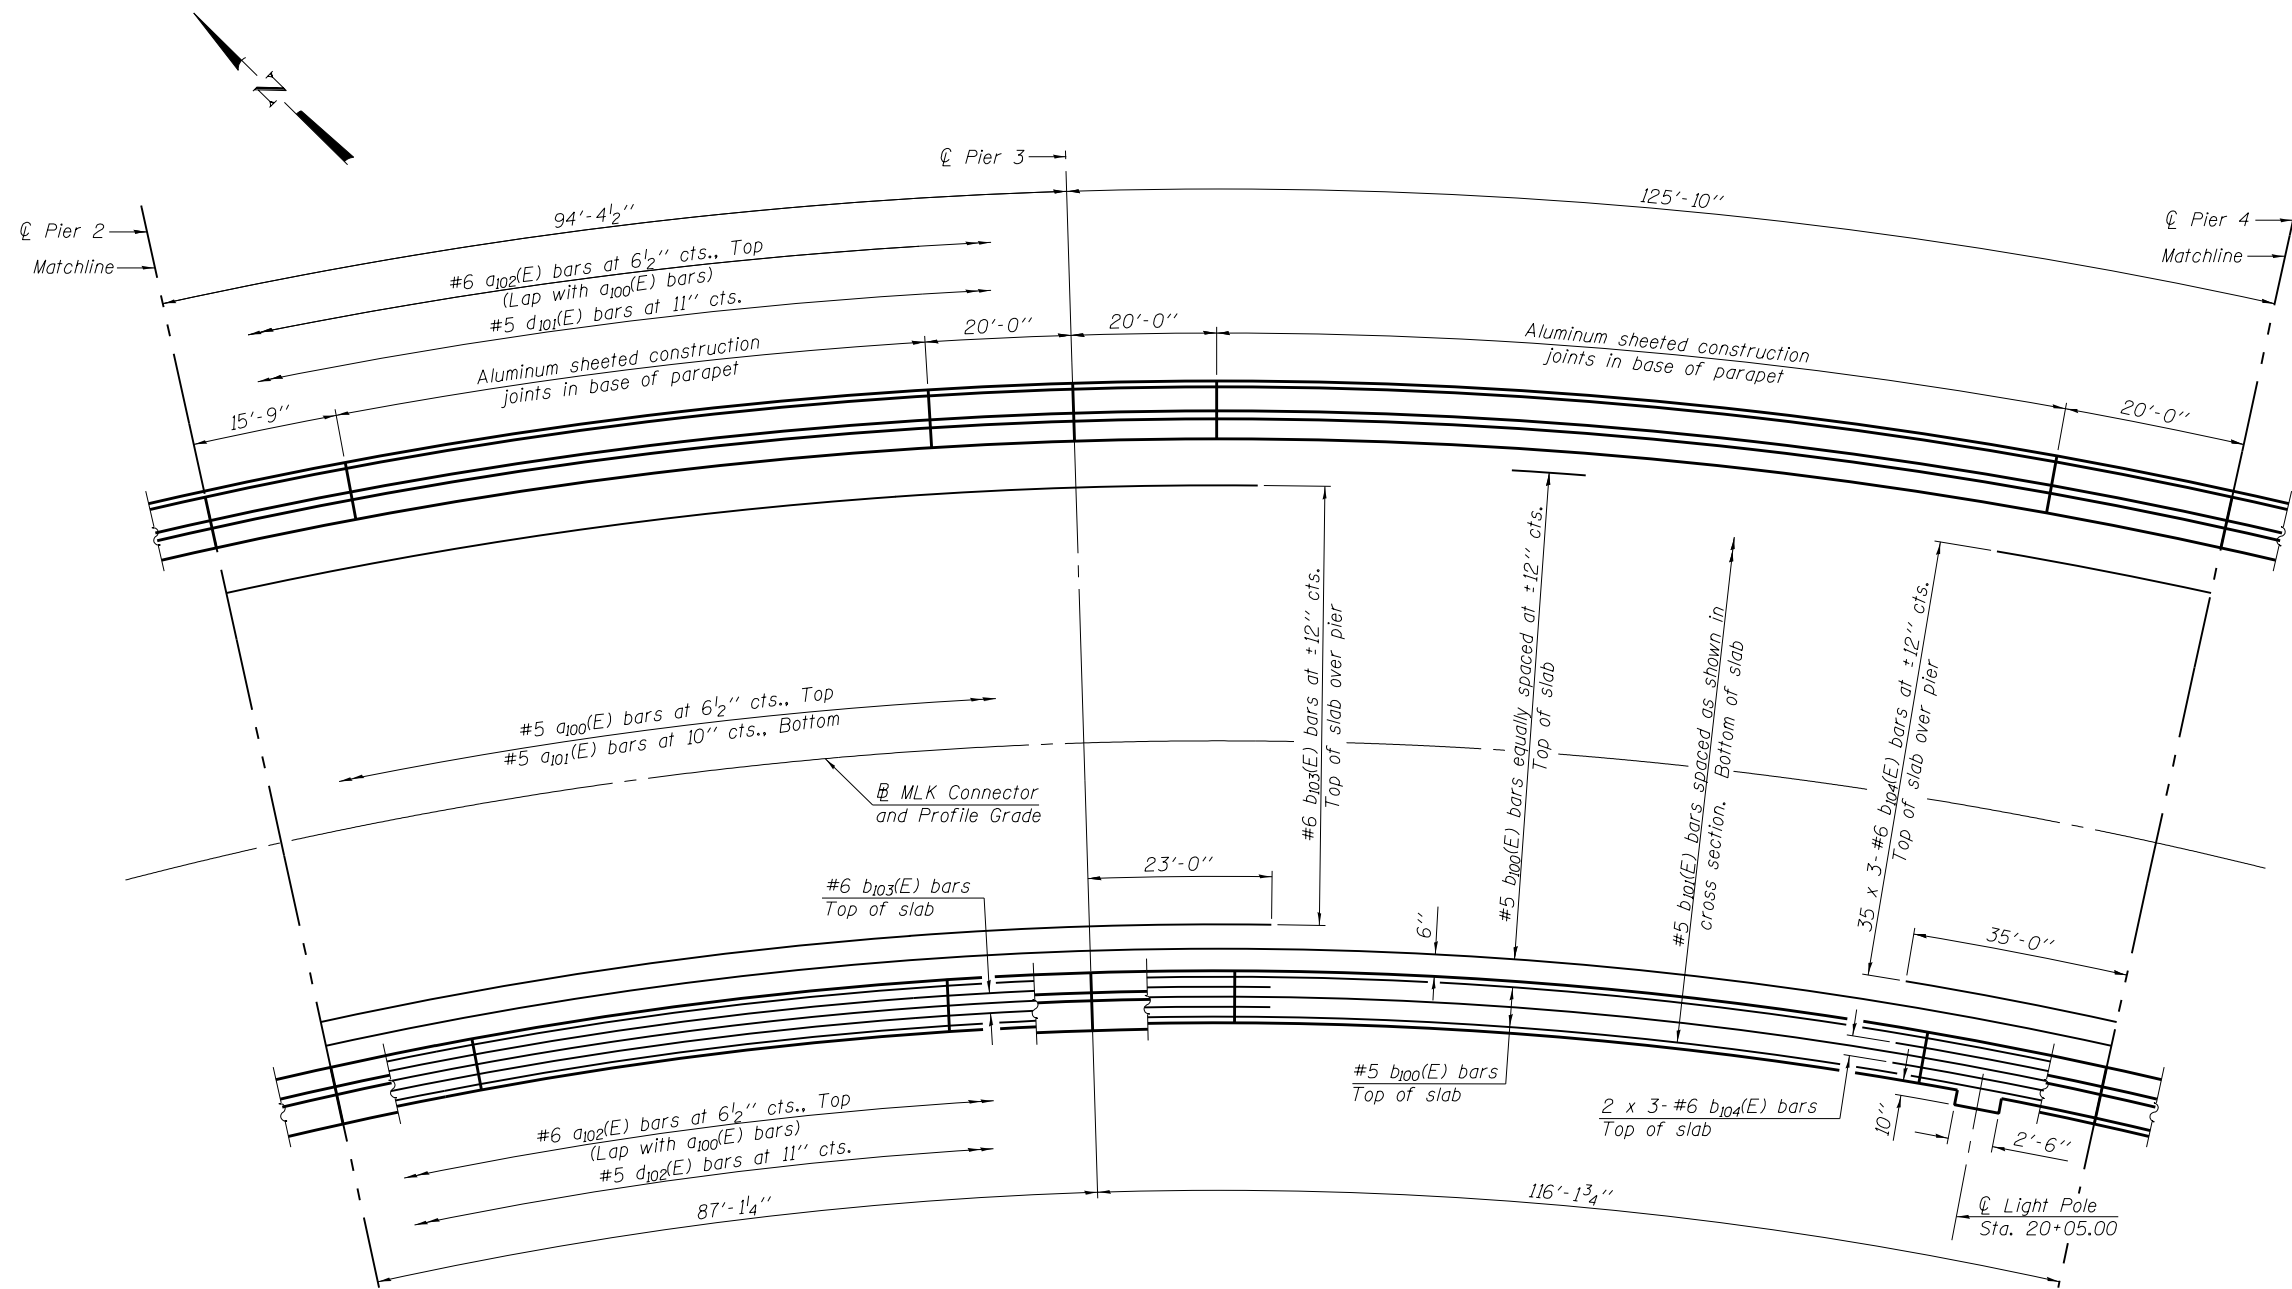 N
℄ Pier 3
℄ Pier 2
Matchline
94'-4½"
125'-10"
℄ Pier 4
Matchline
#6 a102(E) bars at 6½" cts., Top
(Lap with a100(E) bars)
#5 d101(E) bars at 11" cts.
20'-0"
20'-0"
Aluminum sheeted construction
joints in base of parapet
Aluminum sheeted construction
joints in base of parapet
15'-9"
20'-0"
#6 b103(E) bars at ±12" cts.
Top of slab over pier
#5 b100(E) bars equally spaced at ±12" cts.
Top of slab
#5 b101(E) bars spaced as shown in
cross section. Bottom of slab
35 x 3-#6 b104(E) bars at ±12" cts.
Top of slab over pier
#5 a100(E) bars at 6½" cts., Top
#5 a101(E) bars at 10" cts., Bottom
BL MLK Connector
and Profile Grade
23'-0"
#6 b103(E) bars
Top of slab
6"
35'-0"
#5 b100(E) bars
Top of slab
2 x 3-#6 b104(E) bars
Top of slab
10"
2'-6"
#6 a102(E) bars at 6½" cts., Top
(Lap with a100(E) bars)
#5 d102(E) bars at 11" cts.
87'-1¼"
116'-1¾"
℄ Light Pole
Sta. 20+05.00